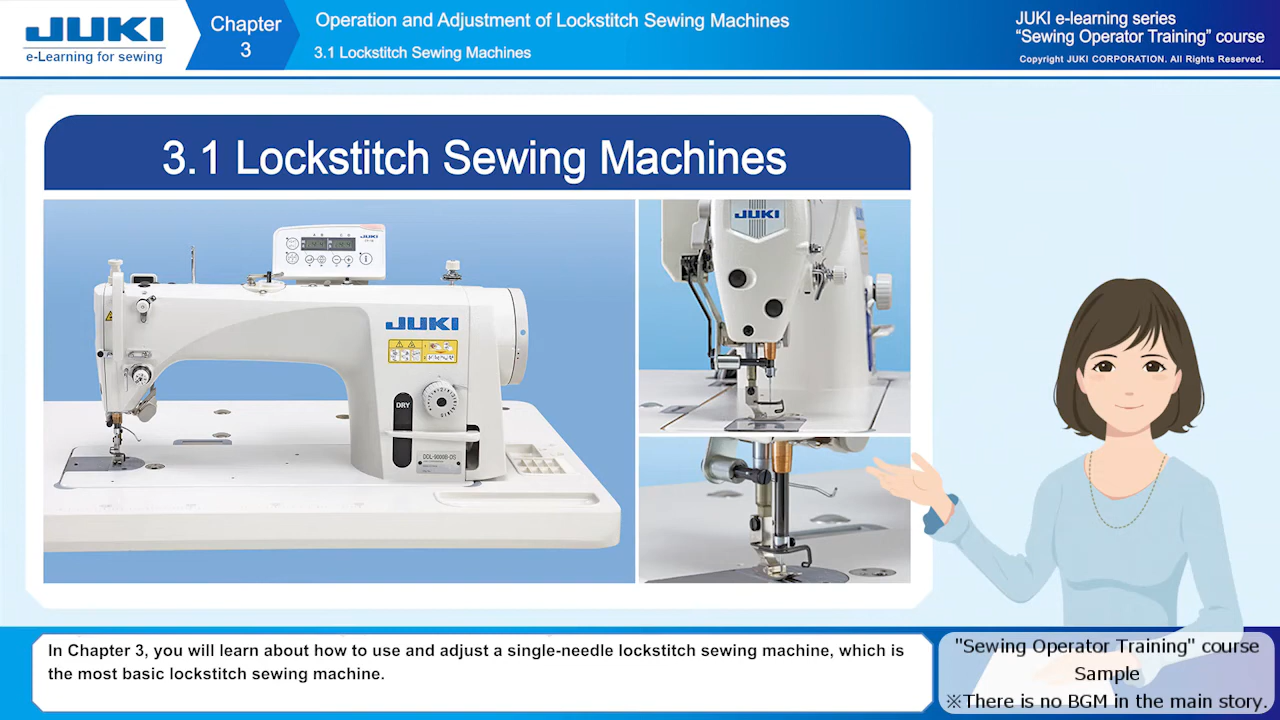 JUKI
e-Learning for sewing
Chapter
3
Operation and Adjustment of Lockstitch Sewing Machines
3.1 Lockstitch Sewing Machines
JUKI e-learning series
“Sewing Operator Training” course
Copyright JUKI CORPORATION. All Rights Reserved.
3.1 Lockstitch Sewing Machines
JUKI
JUKI
DRY
JUKI
In Chapter 3, you will learn about how to use and adjust a single-needle lockstitch sewing machine, which is
the most basic lockstitch sewing machine.
"Sewing Operator Training" course
Sample
※There is no BGM in the main story.